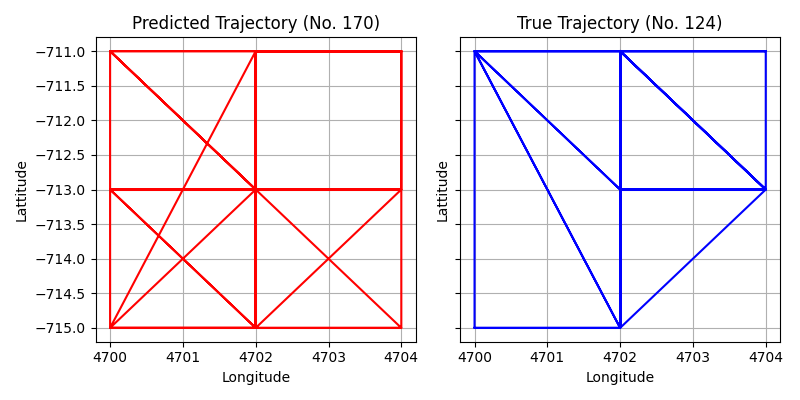 Predicted Trajectory (No. 170)
True Trajectory (No. 124)
−711.0
−711.5
−712.0
−712.5
−713.0
−713.5
−714.0
−714.5
−715.0
Lattitude
Lattitude
4700 4701 4702 4703 4704
4700 4701 4702 4703 4704
Longitude
Longitude